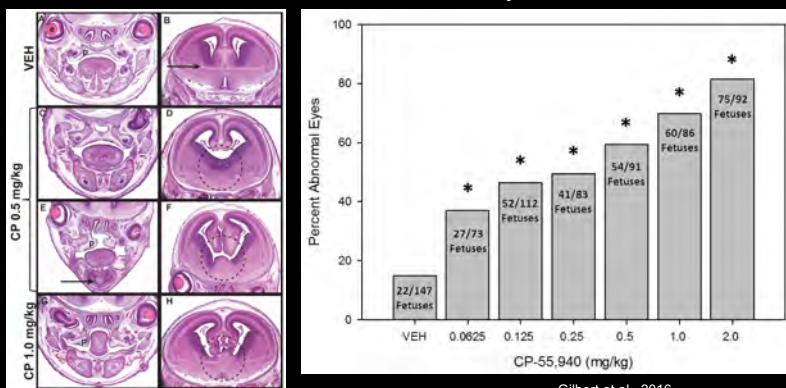 VEH
A
B
P
CP 0.5 mg/kg
C
D
E
P
F
CP 1.0 mg/kg
G
P
H
Percent Abnormal Eyes
100
80
60
40
20
0
22/147
Fetuses
*
27/73
Fetuses
*
52/112
Fetuses
*
41/83
Fetuses
*
54/91
Fetuses
*
60/86
Fetuses
*
75/92
Fetuses
VEH 0.0625 0.125 0.25 0.5 1.0 2.0
CP-55,940 (mg/kg)